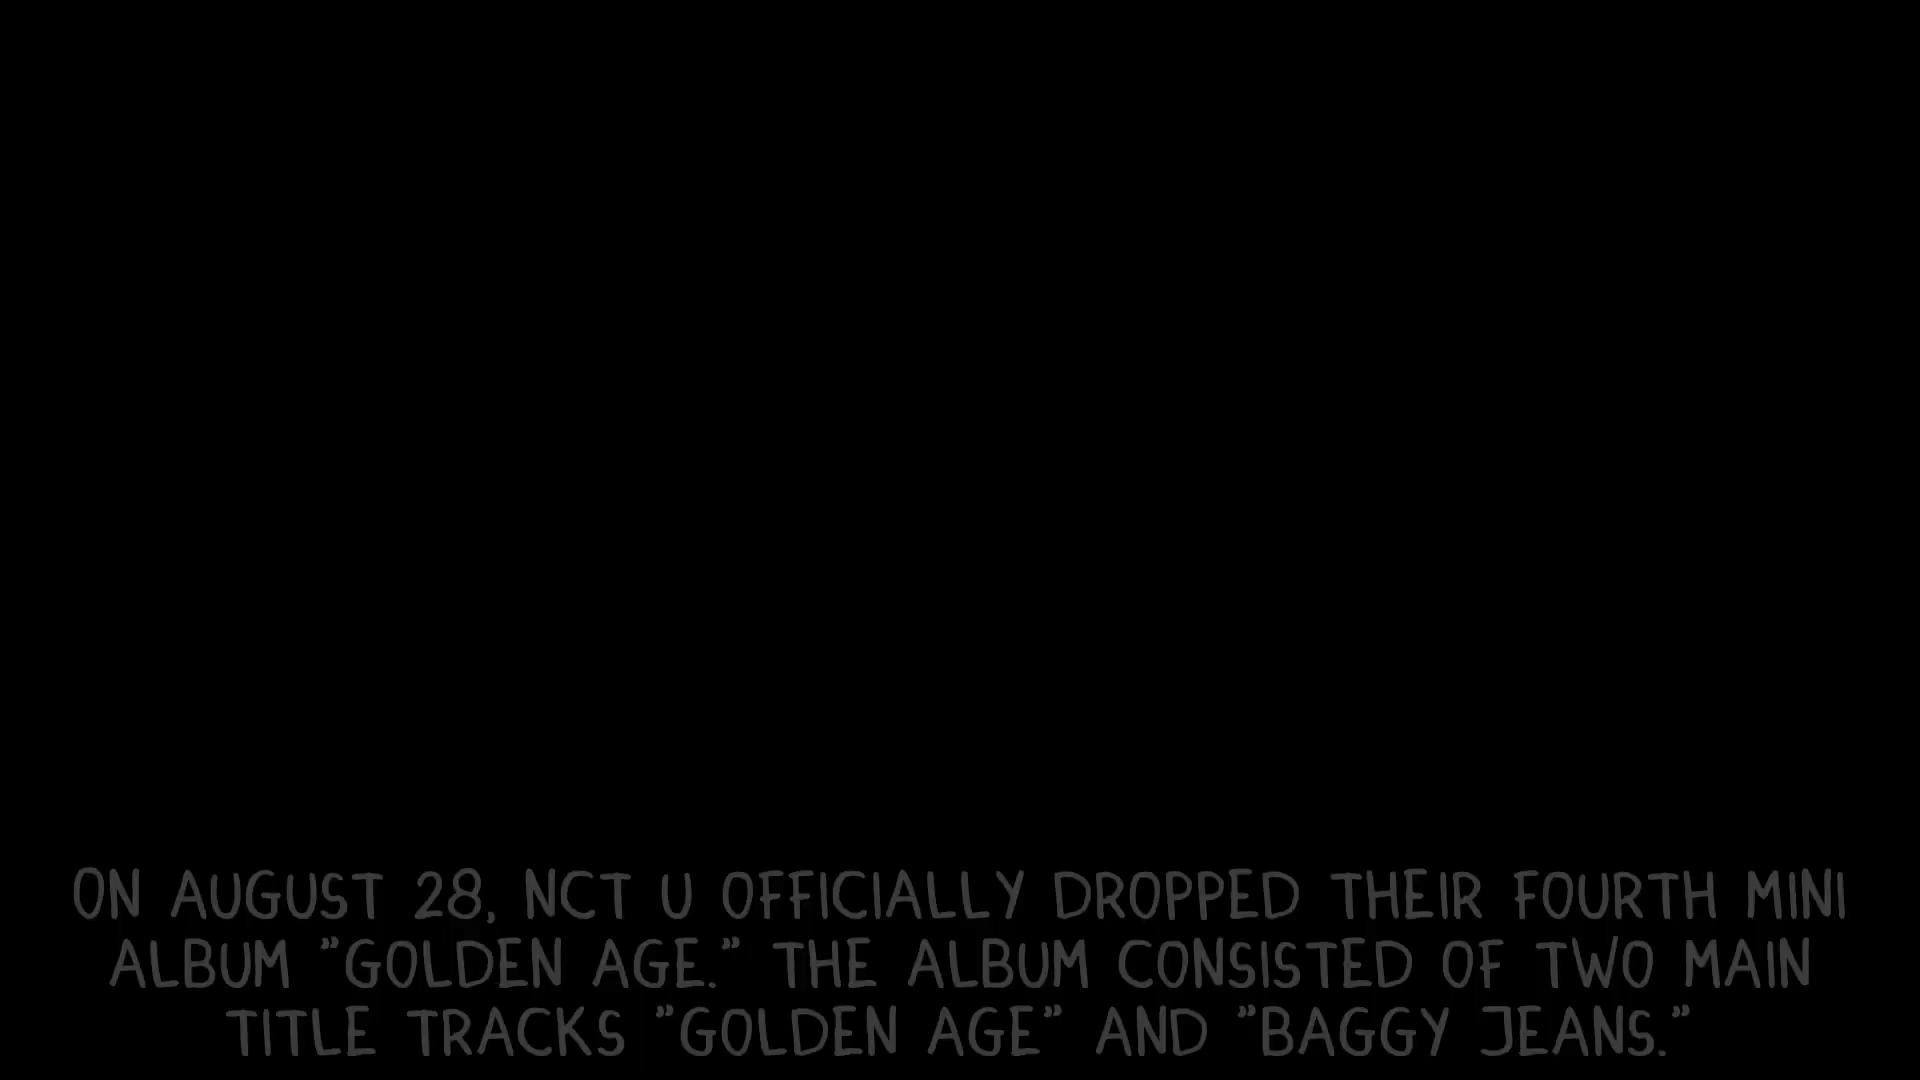 ON AUGUST 28, NCT U OFFICIALLY DROPPED THEIR FOURTH MINI
ALBUM "GOLDEN AGE." THE ALBUM CONSISTED OF TWO MAIN
TITLE TRACKS "GOLDEN AGE" AND "BAGGY JEANS."